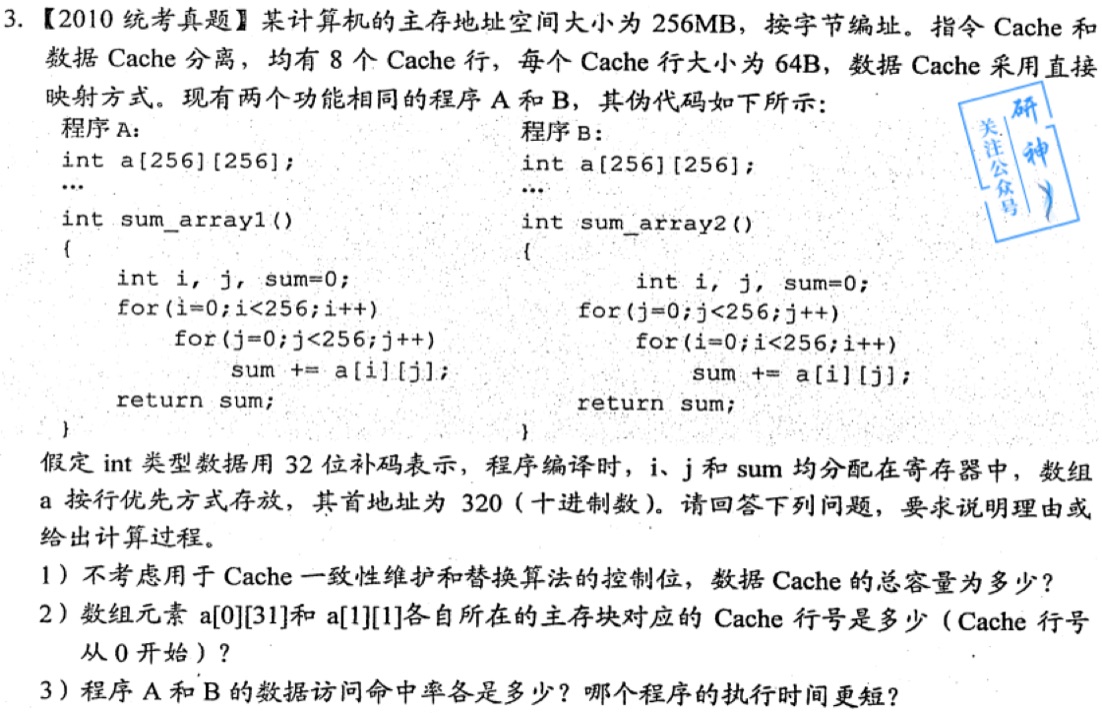 3. 【2010 统考真题】某计算机的主存地址空间大小为 256MB，按字节编址。指令 Cache 和
数据 Cache 分离，均有 8 个 Cache 行，每个 Cache 行大小为 64B，数据 Cache 采用直接
映射方式。现有两个功能相同的程序 A 和 B，其伪代码如下所示：
程序 A:
int a[256][256];
…
int sum_array1()
{
int i, j, sum=0;
for(i=0;i<256;i++)
for(j=0;j<256;j++)
sum += a[i][j];
return sum;
}
程序 B:
int a[256][256];
…
int sum_array2()
{
int i, j, sum=0;
for(j=0;j<256;j++)
for(i=0;i<256;i++)
sum += a[i][j];
return sum;
}
研神
关注公众号
假定 int 类型数据用 32 位补码表示，程序编译时，i、j 和 sum 均分配在寄存器中，数组
a 按行优先方式存放，其首地址为 320（十进制数）。请回答下列问题，要求说明理由或
给出计算过程。
1）不考虑用于 Cache 一致性维护和替换算法的控制位，数据 Cache 的总容量为多少？
2）数组元素 a[0][31]和 a[1][1]各自所在的主存块对应的 Cache 行号是多少（Cache 行号
从 0 开始）？
3）程序 A 和 B 的数据访问命中率各是多少？哪个程序的执行时间更短？